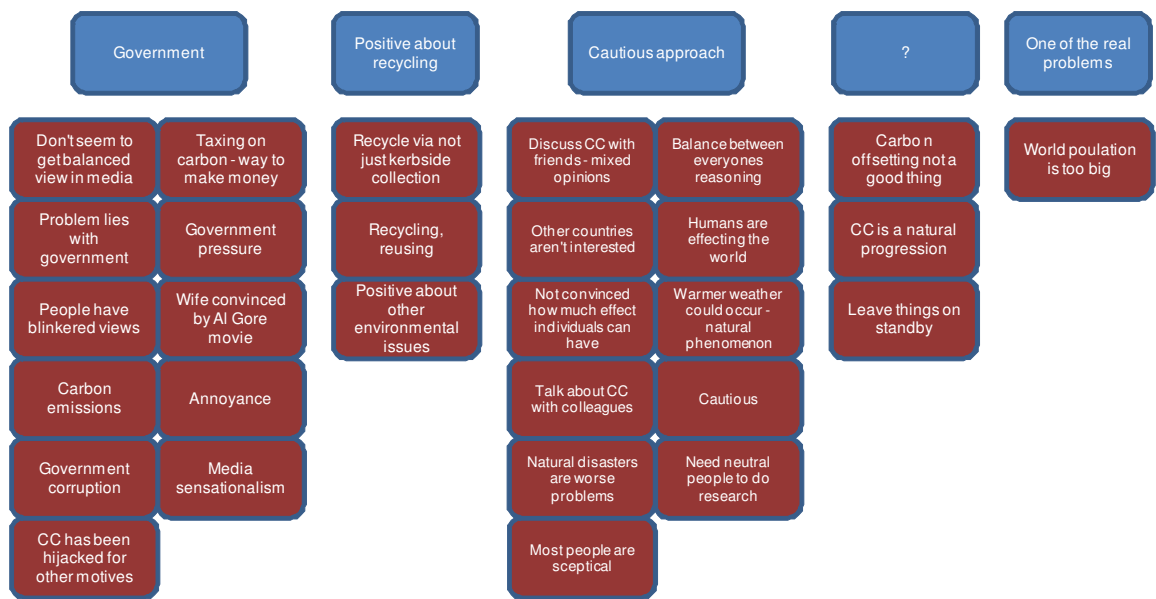 Government
Positive about
recycling
Cautious approach
?
One of the real
problems
Don't seem to
get balanced
view in media
Taxing on
carbon - way to
make money
Recycle via not
just kerbside
collection
Discuss CC with
friends - mixed
opinions
Balance between
everyones
reasoning
Carbon
offsetting not a
good thing
World poulation
is too big
Problem lies
with
government
Government
pressure
Recycling,
reusing
Other countries
aren't interested
Humans are
effecting the
world
CC is a natural
progression
People have
blinkered views
Wife convinced
by Al Gore
movie
Positive about
other
environmental
issues
Not convinced
how much effect
individuals can
have
Warmer weather
could occur -
natural
phenomenon
Leave things on
standby
Carbon
emissions
Annoyance
Talk about CC
with colleagues
Cautious
Government
corruption
Media
sensationalism
Natural disasters
are worse
problems
Need neutral
people to do
research
CC has been
hijacked for
other motives
Most people are
sceptical